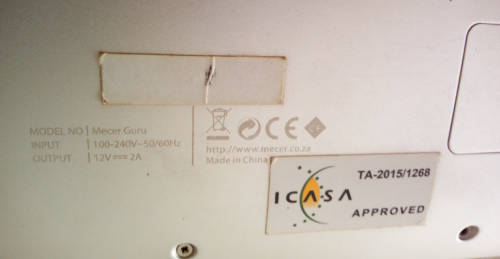 MODEL NO | Mecer Guru
INPUT | 100-240V~50/60Hz
OUTPUT | 12V⎓2A
CE
http://www.mecer.co.za
Made in China
TA-2015/1268
ICASA
APPROVED